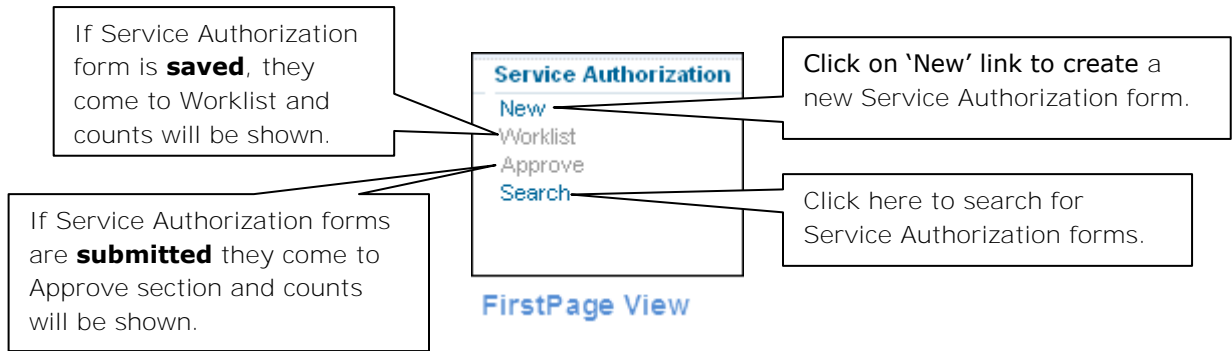 If Service Authorization
form is saved, they
come to Worklist and
counts will be shown.
Service Authorization
New
Worklist
Approve
Search
Click on ‘New’ link to create a
new Service Authorization form.
If Service Authorization forms
are submitted they come to
Approve section and counts
will be shown.
Click here to search for
Service Authorization forms.
FirstPage View